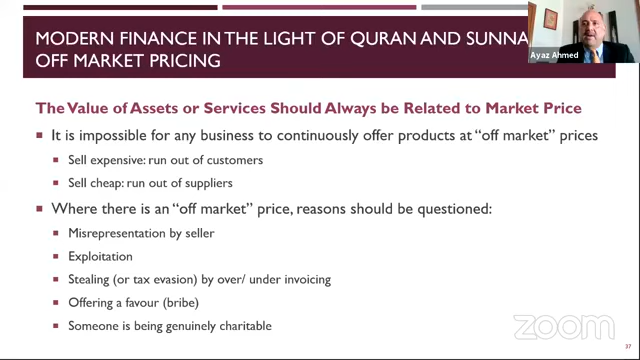 MODERN FINANCE IN THE LIGHT OF QURAN AND SUNNA
OFF MARKET PRICING
Ayaz Ahmed
The Value of Assets or Services Should Always be Related to Market Price
It is impossible for any business to continuously offer products at “off market” prices
Sell expensive: run out of customers
Sell cheap: run out of suppliers
Where there is an “off market” price, reasons should be questioned:
Misrepresentation by seller
Exploitation
Stealing (or tax evasion) by over/ under invoicing
Offering a favour (bribe)
Someone is being genuinely charitable
zoom
37